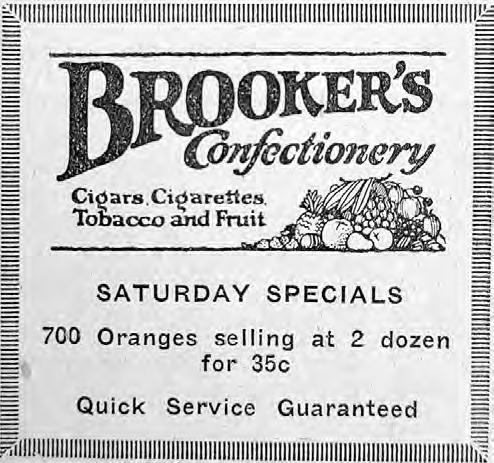 BROOKER'S
Confectionery
Cigars, Cigarettes,
Tobacco and Fruit
SATURDAY SPECIALS
700 Oranges selling at 2 dozen
for 35c
Quick Service Guaranteed